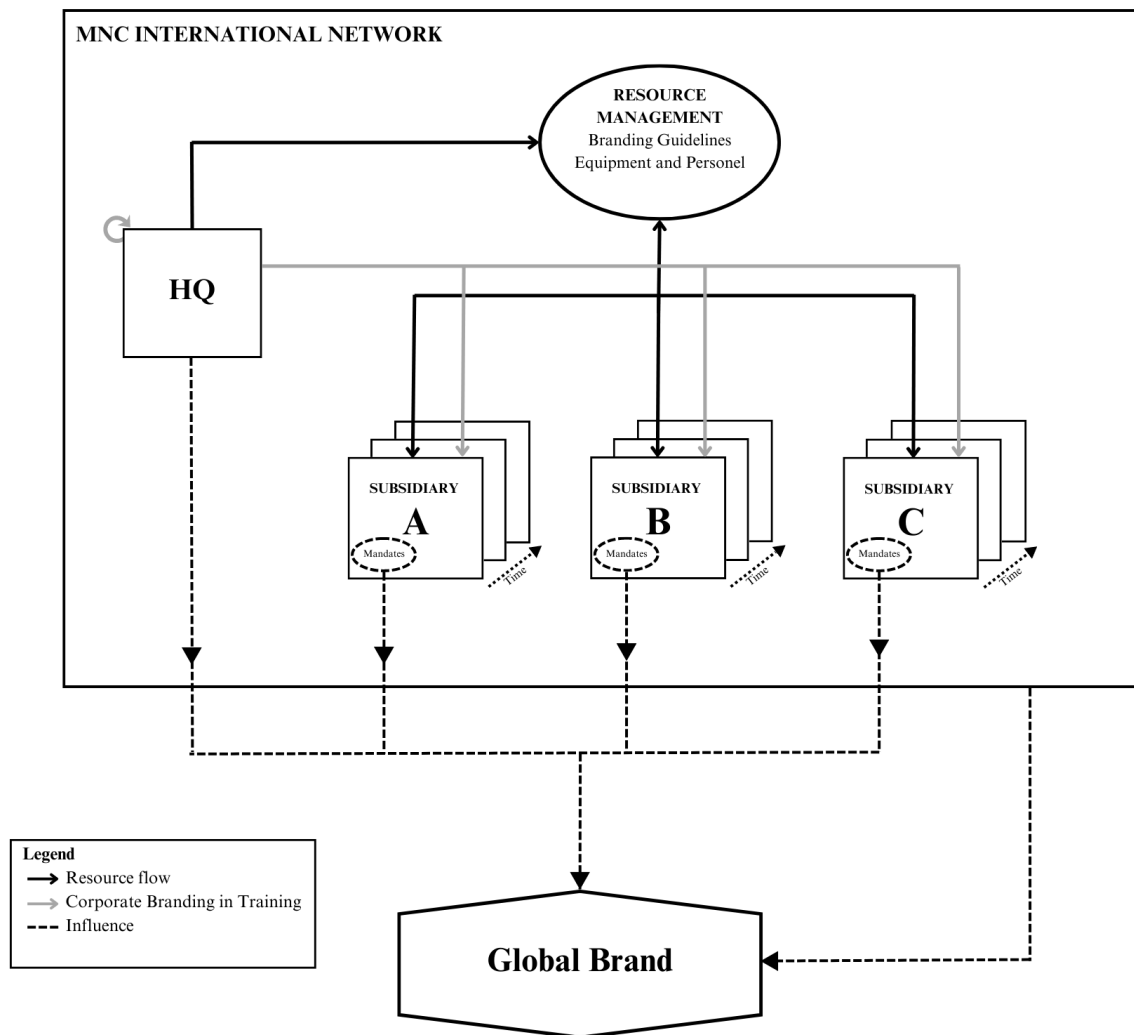 MNC INTERNATIONAL NETWORK
RESOURCE
MANAGEMENT
Branding Guidelines
Equipment and Personel
HQ
SUBSIDIARY
A
Mandates
Time
SUBSIDIARY
B
Mandates
Time
SUBSIDIARY
C
Mandates
Time
Legend
Resource flow
Corporate Branding in Training
Influence
Global Brand